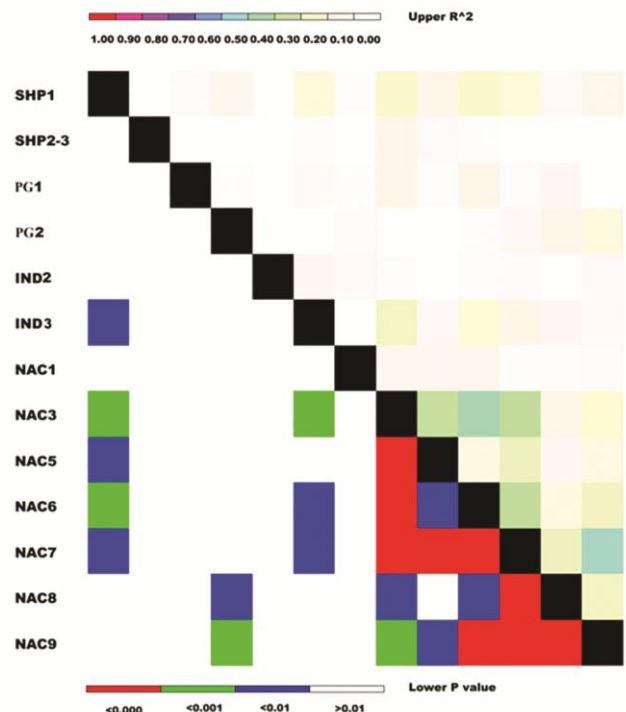 Upper R^2
1.00 0.90 0.80 0.70 0.60 0.50 0.40 0.30 0.20 0.10 0.00
SHP1
SHP2-3
PG1
PG2
IND2
IND3
NAC1
NAC3
NAC5
NAC6
NAC7
NAC8
NAC9
Lower P value
<0.000 <0.001 <0.01 >0.01